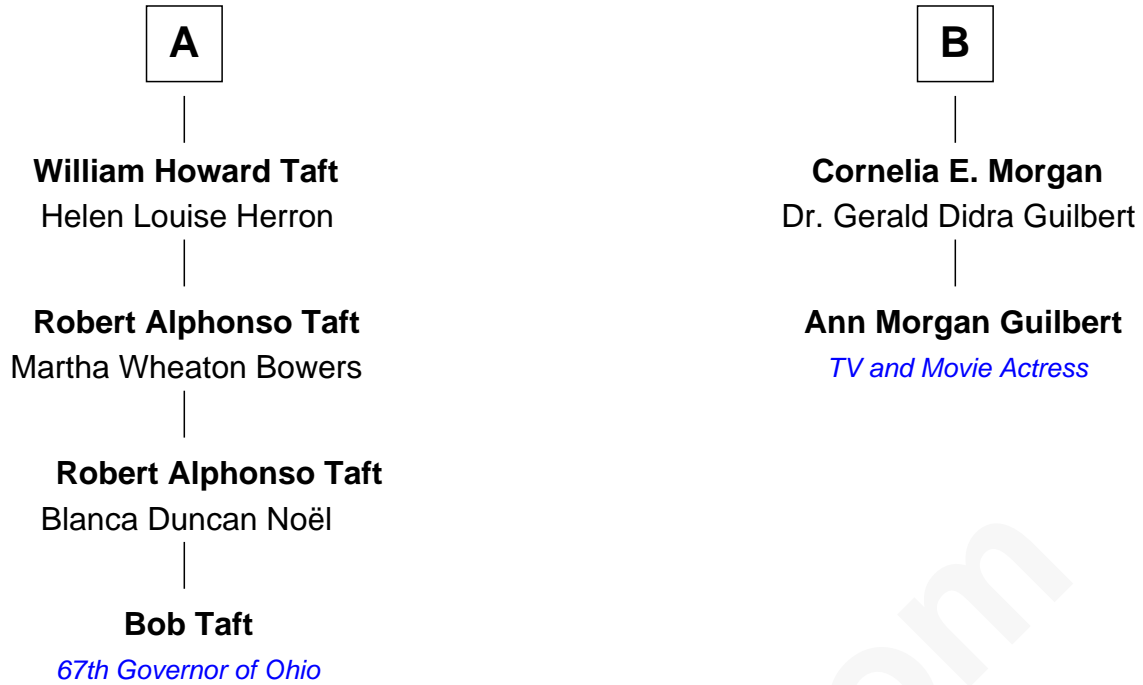 A
William Howard Taft
Helen Louise Herron
Robert Alphonso Taft
Martha Wheaton Bowers
Robert Alphonso Taft
Blanca Duncan Noël
Bob Taft
67th Governor of Ohio
B
Cornelia E. Morgan
Dr. Gerald Didra Guilbert
Ann Morgan Guilbert
TV and Movie Actress
om